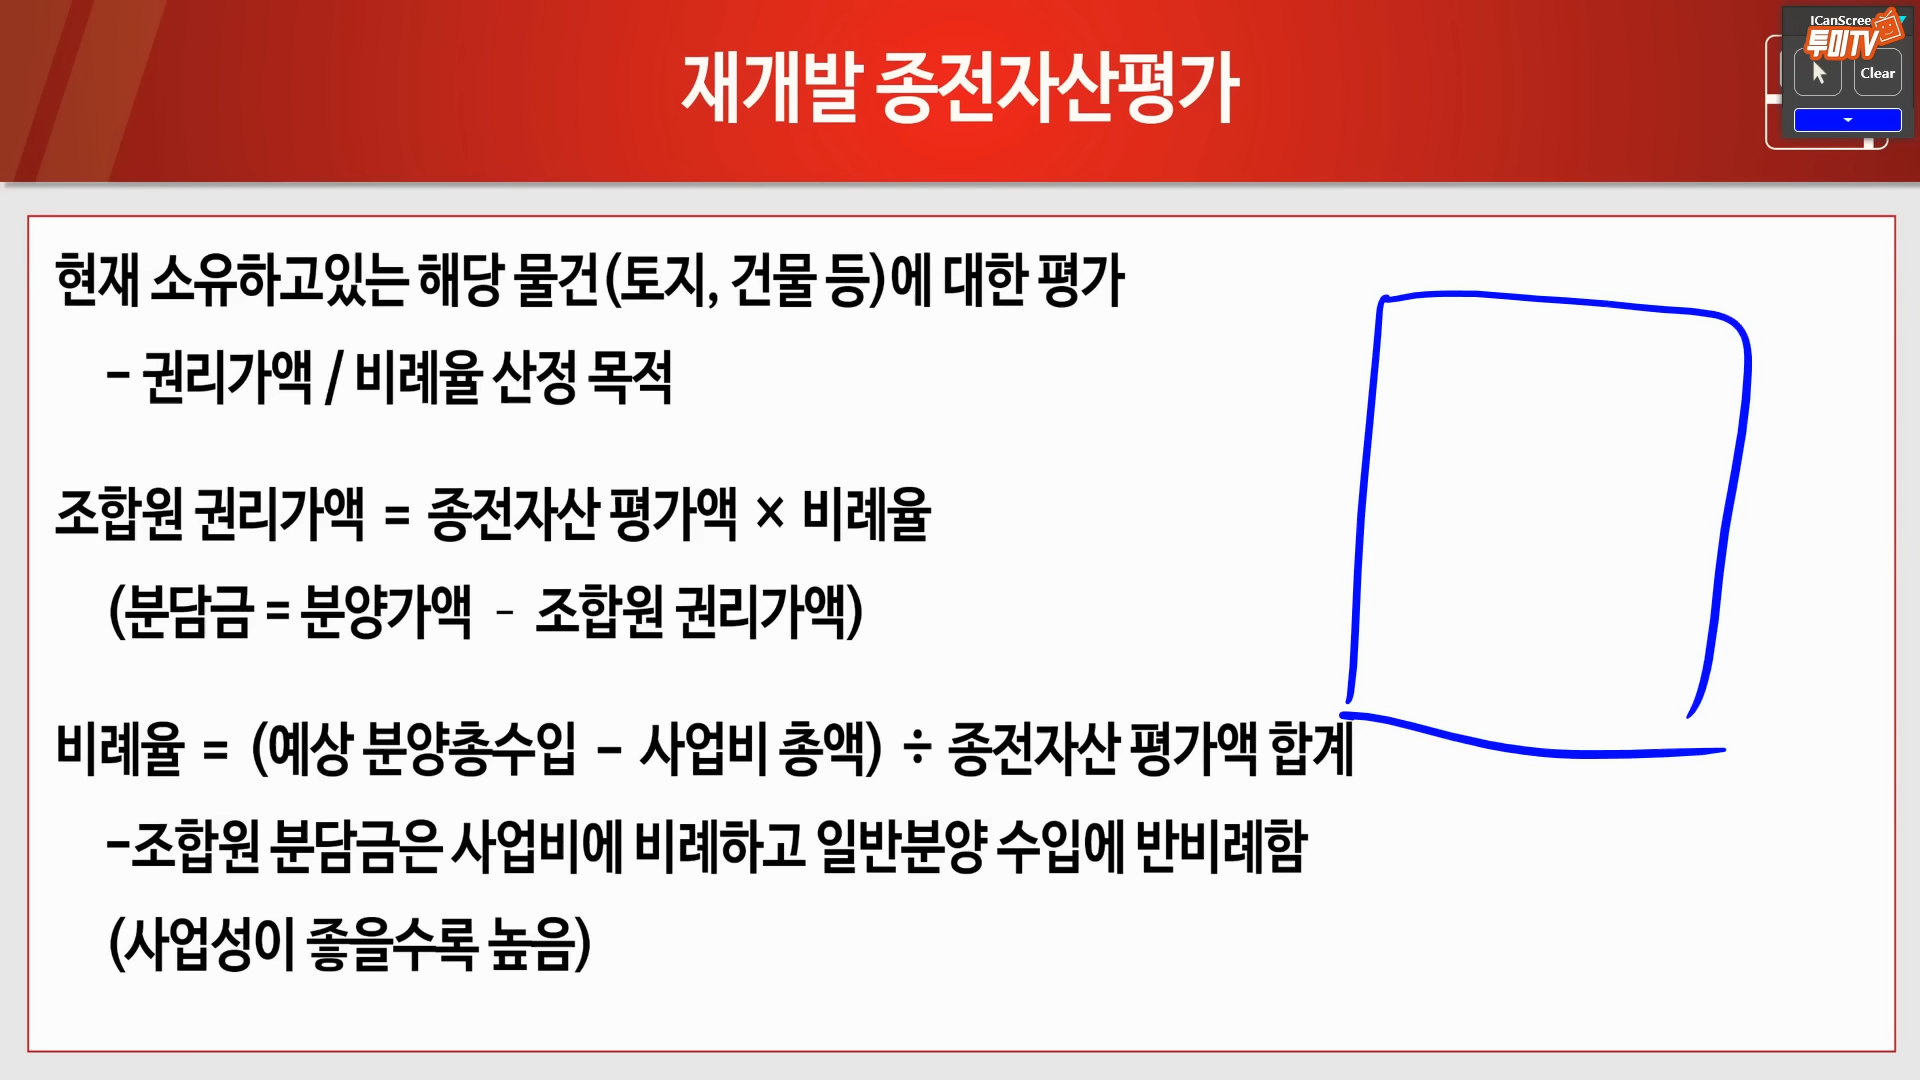 재개발 종전자산평가
ICanScree
투미TV
Clear
현재 소유하고있는 해당 물건(토지, 건물 등)에 대한 평가
- 권리가액 / 비례율 산정 목적
조합원 권리가액 = 종전자산 평가액 × 비례율
(분담금 = 분양가액 - 조합원 권리가액)
비례율 = (예상 분양총수입 - 사업비 총액) ÷ 종전자산 평가액 합계
-조합원 분담금은 사업비에 비례하고 일반분양 수입에 반비례함
(사업성이 좋을수록 높음)